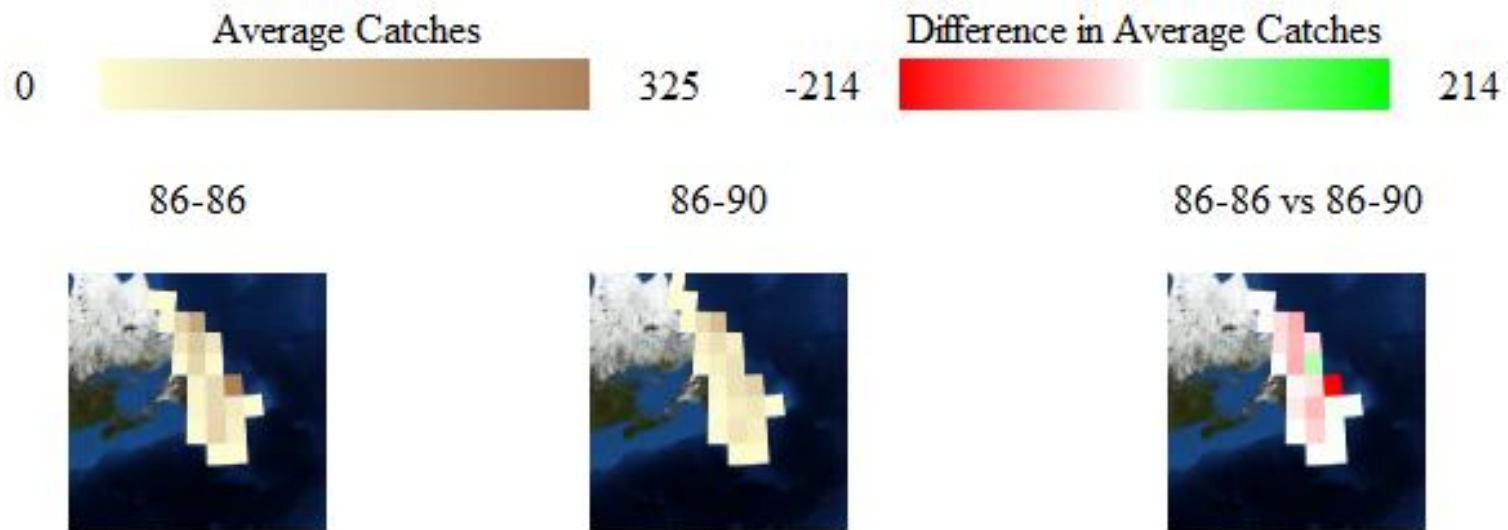 Average Catches Difference in Average Catches
0 325 -214 214
86-86 86-90 86-86 vs 86-90